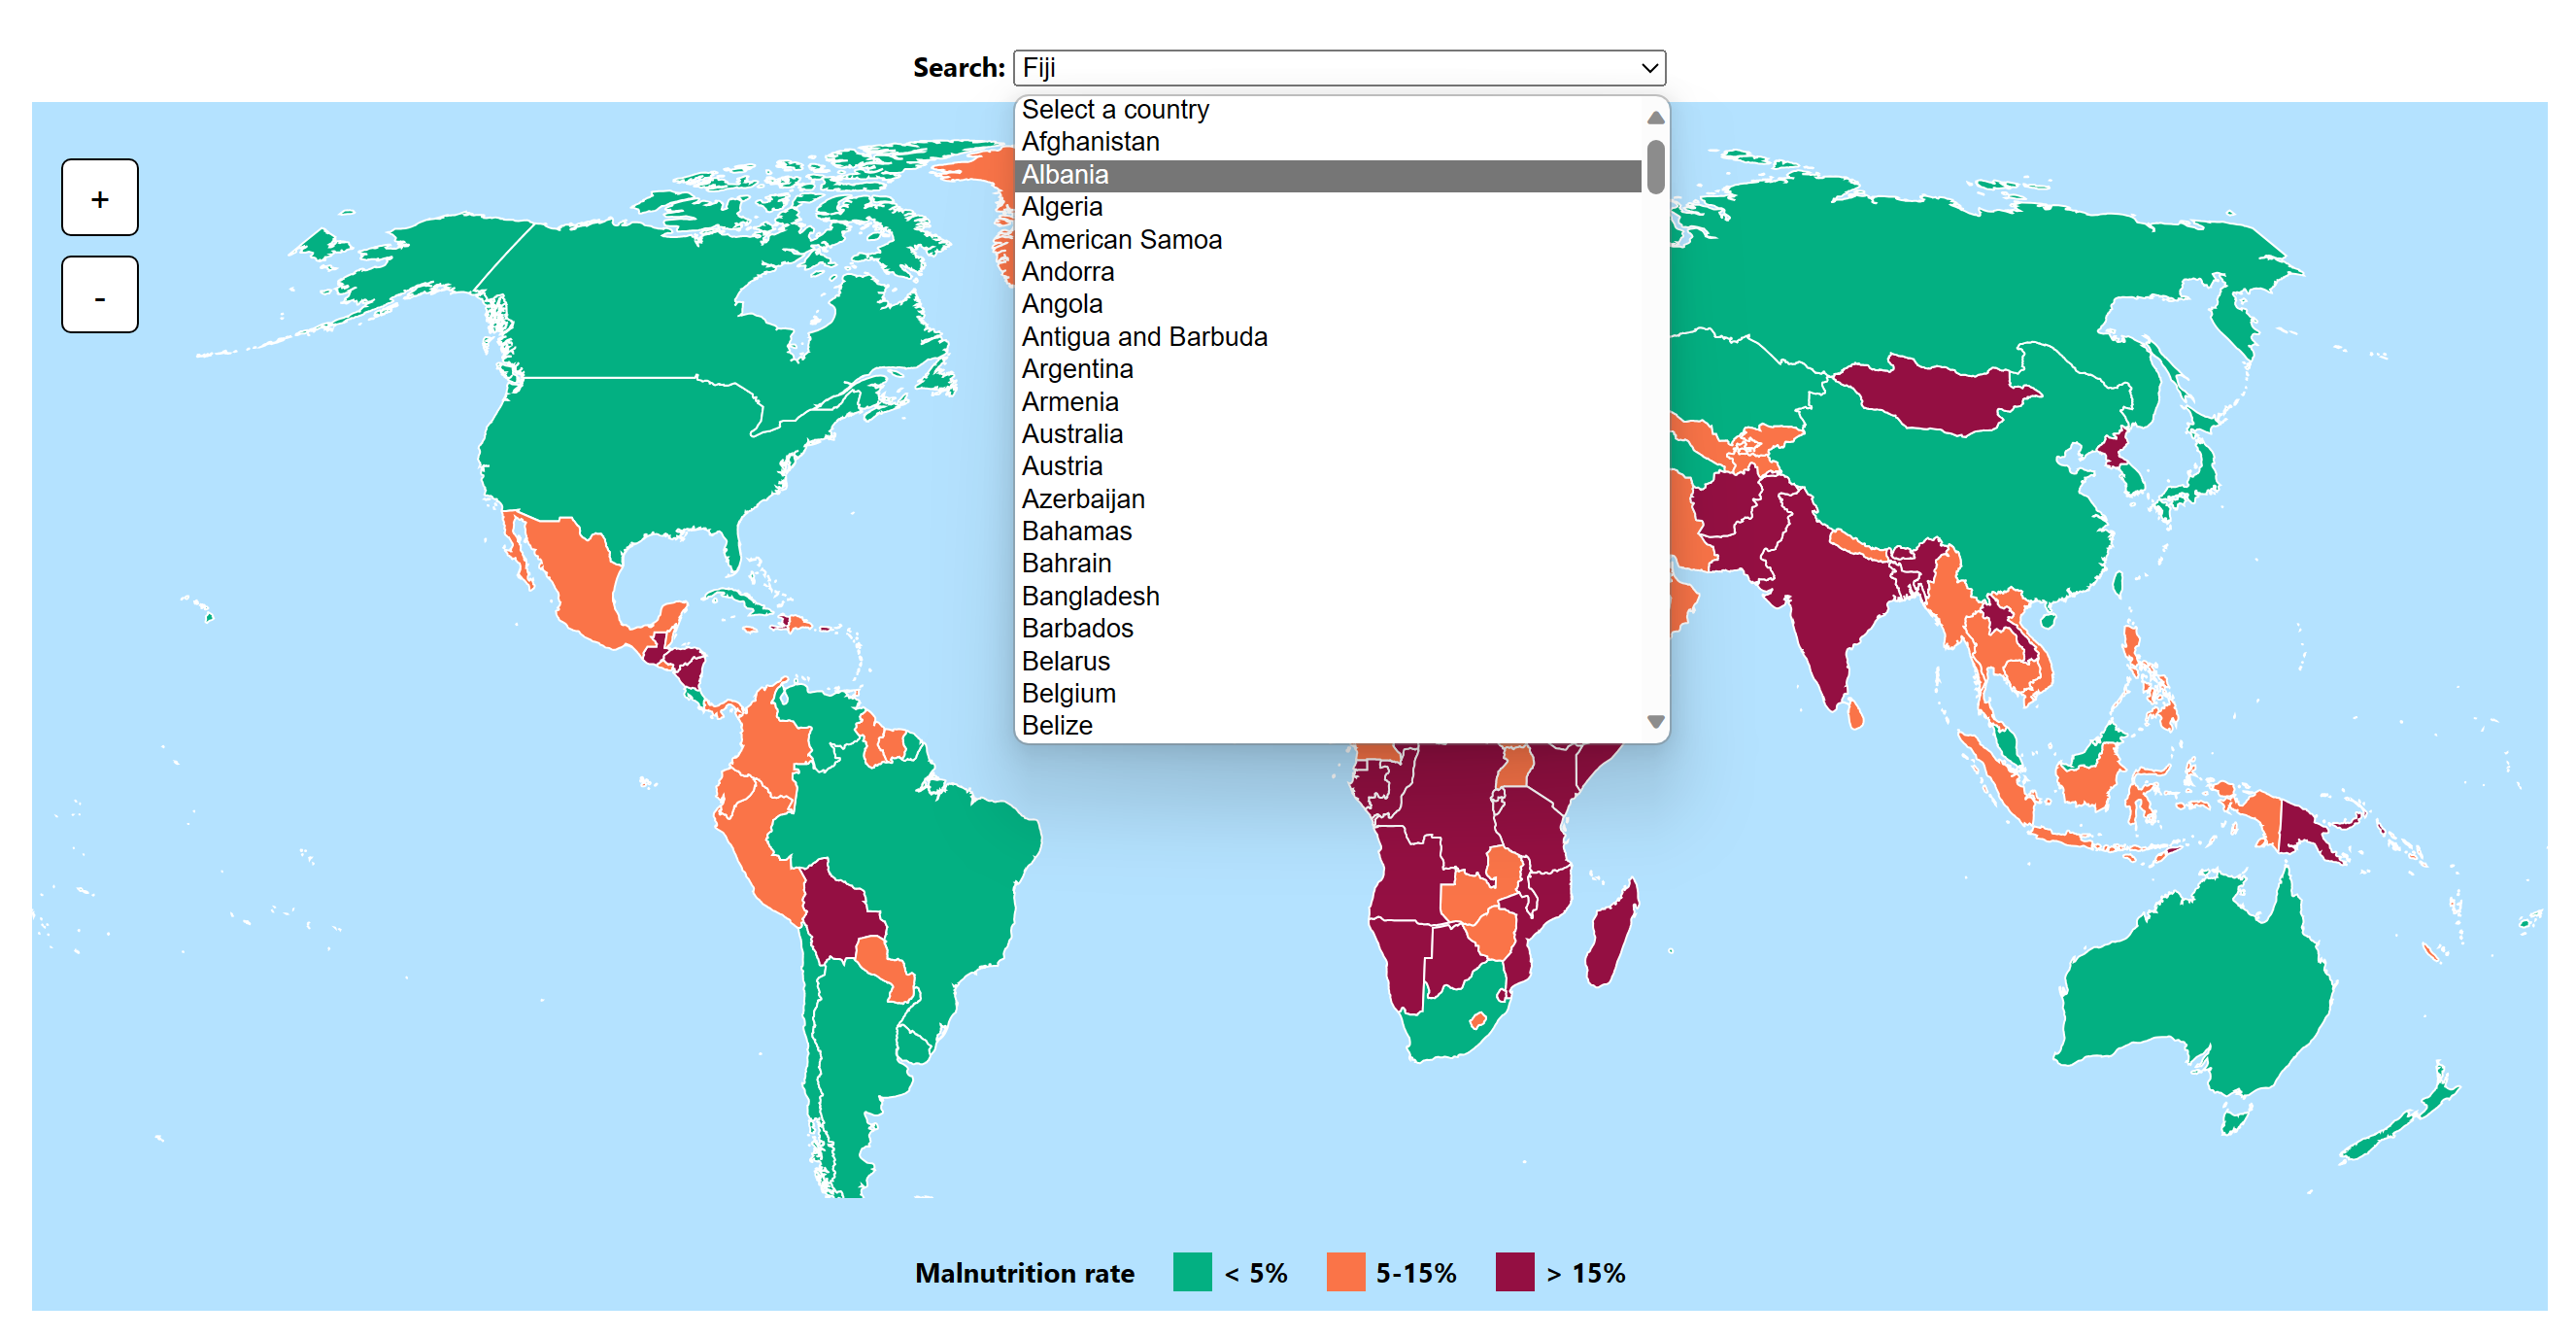 Search: Fiji
Select a country
Afghanistan
Albania
Algeria
American Samoa
Andorra
Angola
Antigua and Barbuda
Argentina
Armenia
Australia
Austria
Azerbaijan
Bahamas
Bahrain
Bangladesh
Barbados
Belarus
Belgium
Belize
+
-
Malnutrition rate < 5% 5-15% > 15%